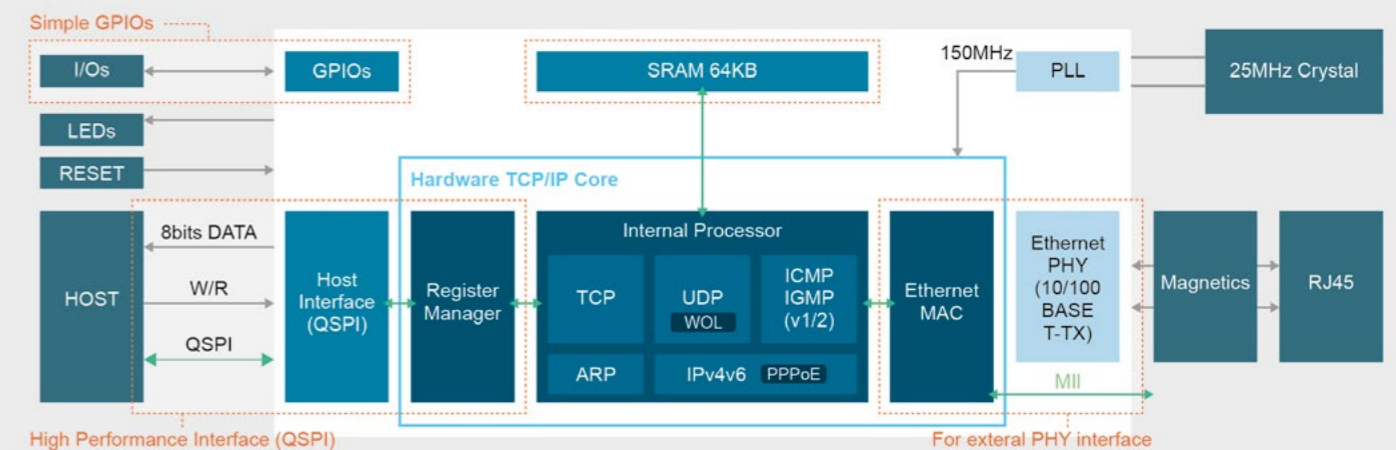 Simple GPIOs
I/Os
GPIOs
SRAM 64KB
150MHz
PLL
25MHz Crystal
LEDs
RESET
Hardware TCP/IP Core
HOST
8bits DATA
W/R
QSPI
Host
Interface
(QSPI)
Register
Manager
Internal Processor
TCP
UDP
WOL
ICMP
IGMP
(v1/2)
ARP
IPv4v6
PPPoE
Ethernet
MAC
Ethernet
PHY
(10/100
BASE
T-TX)
MII
Magnetics
RJ45
High Performance Interface (QSPI)
For exteral PHY interface